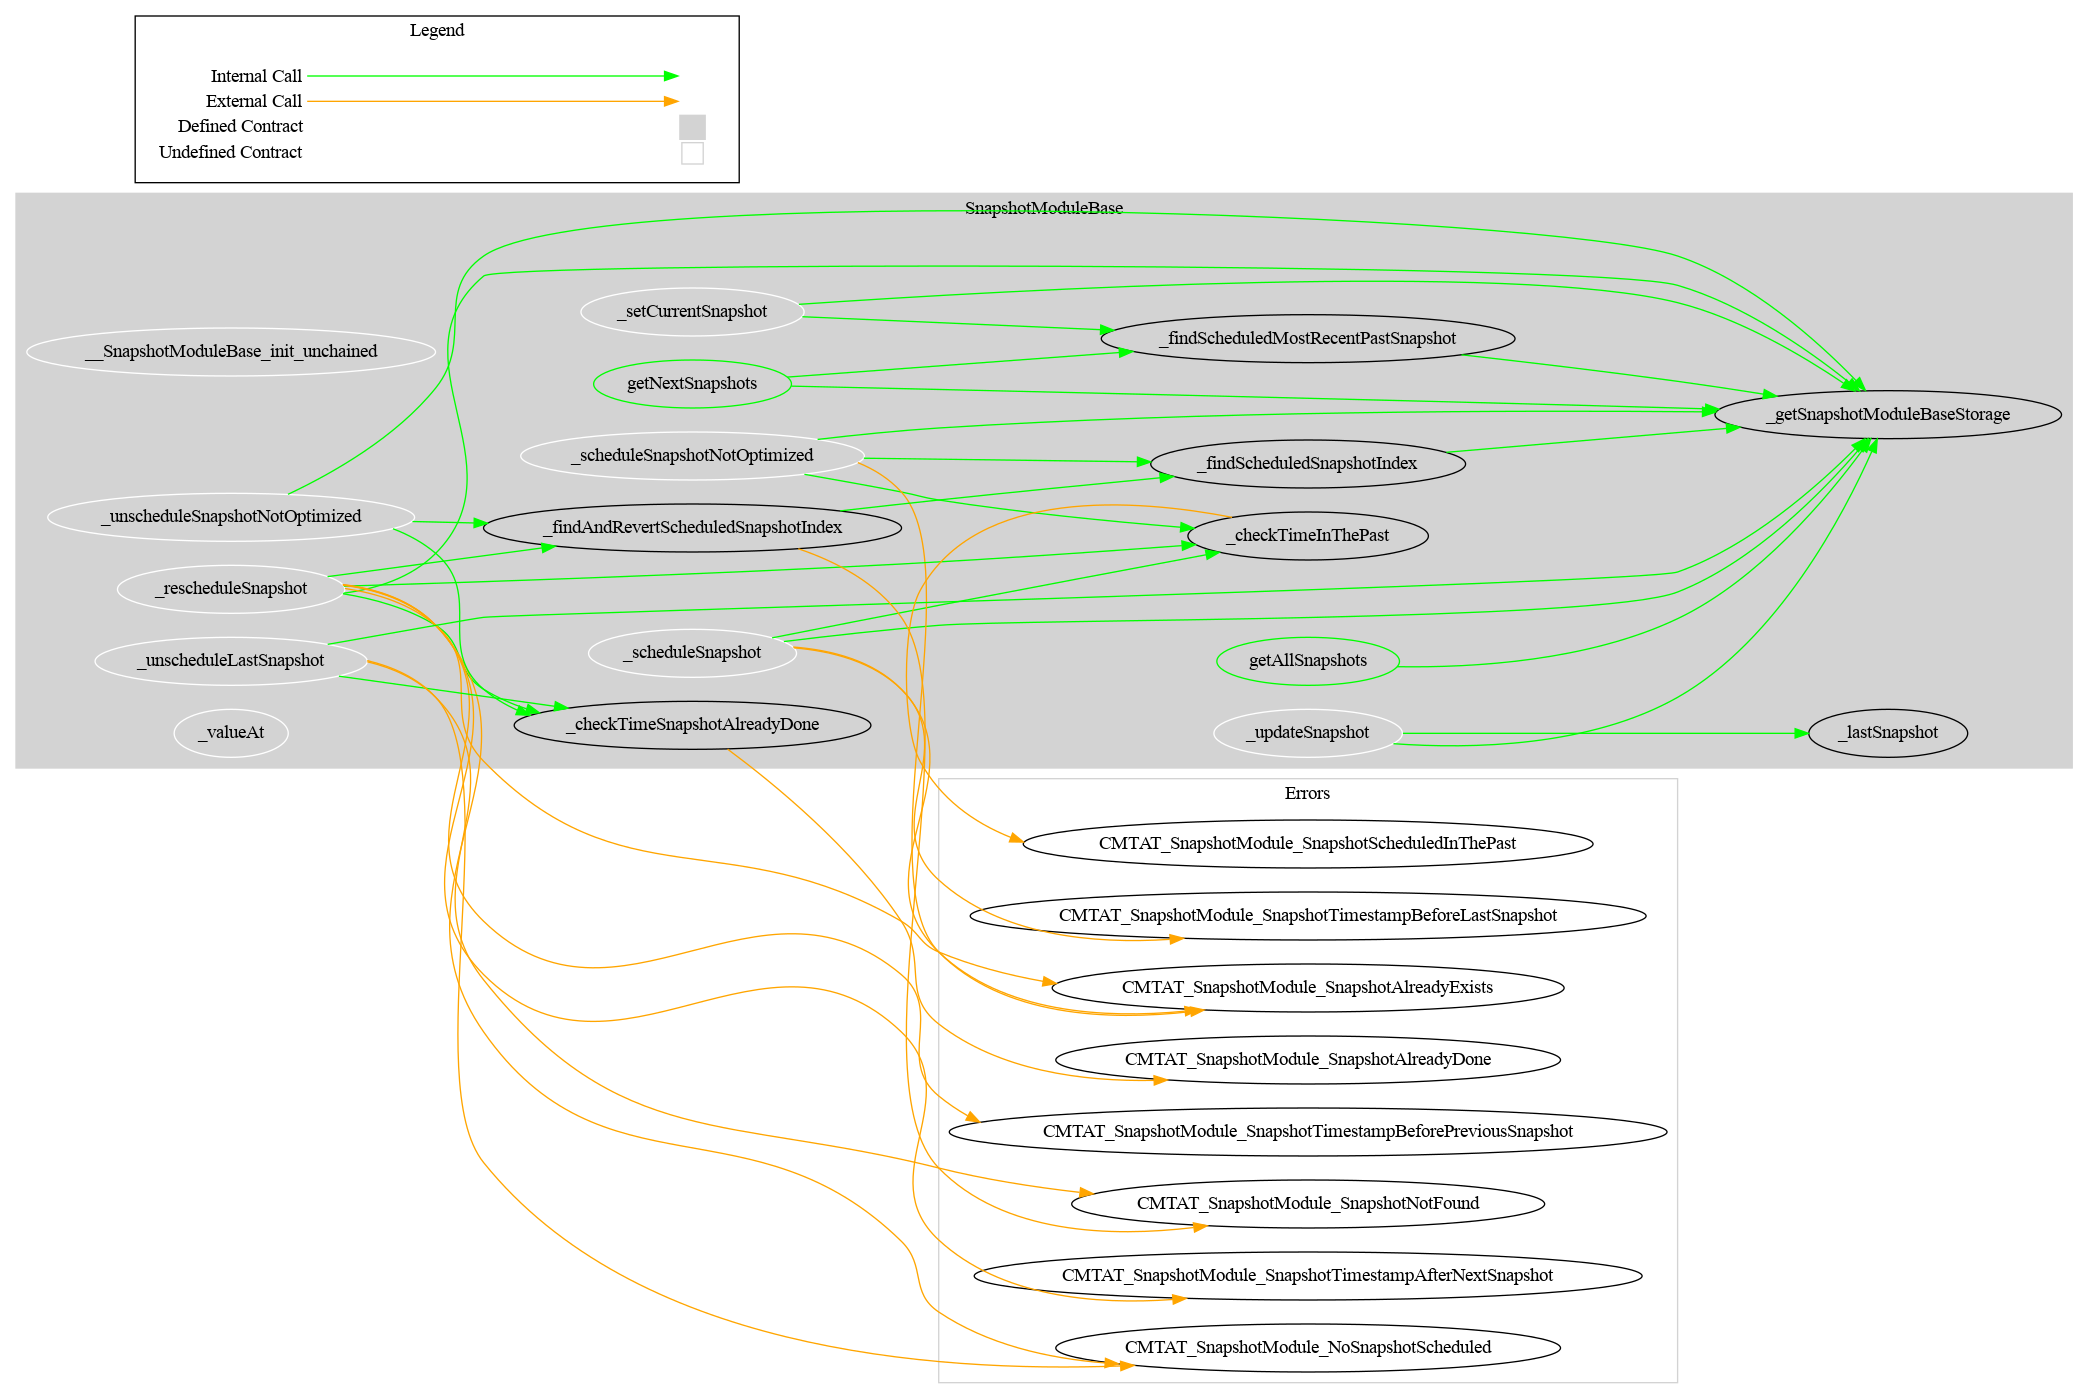 Legend
Internal Call
External Call
Defined Contract
Undefined Contract
SnapshotModuleBase
__SnapshotModuleBase_init_unchained
_unscheduleSnapshotNotOptimized
_rescheduleSnapshot
_unscheduleLastSnapshot
_valueAt
_setCurrentSnapshot
getNextSnapshots
_scheduleSnapshotNotOptimized
_findAndRevertScheduledSnapshotIndex
_scheduleSnapshot
_checkTimeSnapshotAlreadyDone
_findScheduledMostRecentPastSnapshot
_findScheduledSnapshotIndex
_checkTimeInThePast
getAllSnapshots
_updateSnapshot
_getSnapshotModuleBaseStorage
_lastSnapshot
Errors
CMTAT_SnapshotModule_SnapshotScheduledInThePast
CMTAT_SnapshotModule_SnapshotTimestampBeforeLastSnapshot
CMTAT_SnapshotModule_SnapshotAlreadyExists
CMTAT_SnapshotModule_SnapshotAlreadyDone
CMTAT_SnapshotModule_SnapshotTimestampBeforePreviousSnapshot
CMTAT_SnapshotModule_SnapshotNotFound
CMTAT_SnapshotModule_SnapshotTimestampAfterNextSnapshot
CMTAT_SnapshotModule_NoSnapshotScheduled